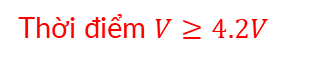 Thời điểm V ≥ 4.2V